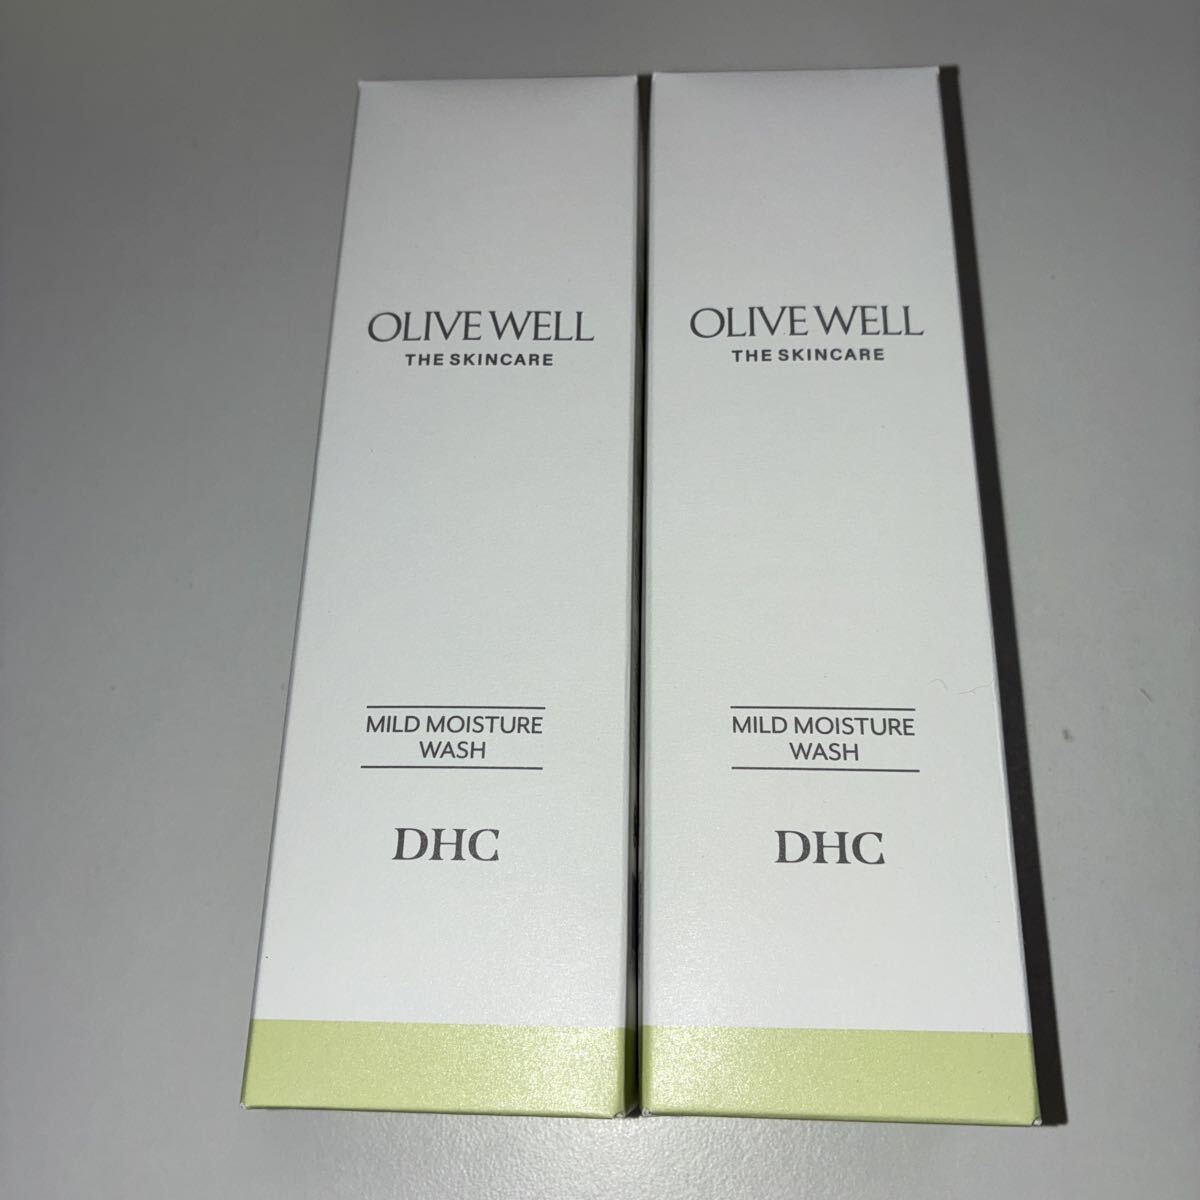 OLIVE WELL
THE SKINCARE
MILD MOISTURE
WASH
DHC
OLIVE WELL
THE SKINCARE
MILD MOISTURE
WASH
DHC